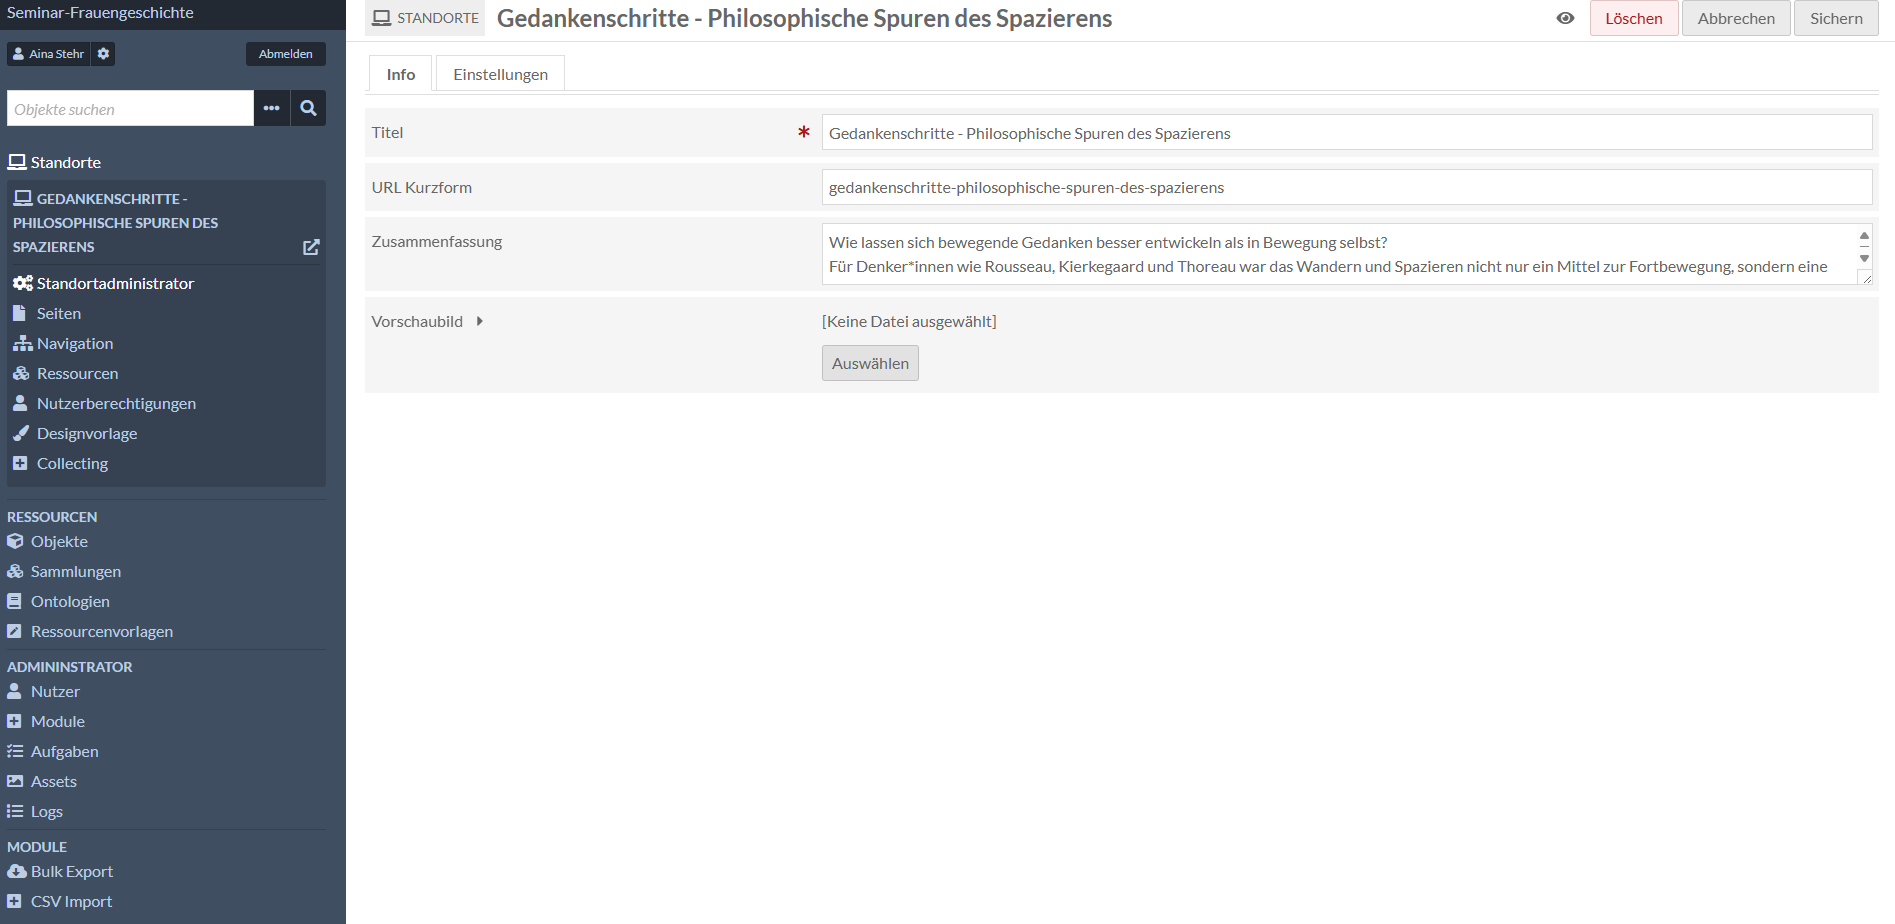 Seminar-Frauengeschichte
Aina Stehr
Abmelden
Objekte suchen
Standorte
GEDANKENSCHRITTE -
PHILOSOPHISCHE SPUREN DES
SPAZIERENS
Standortadministrator
Seiten
Navigation
Ressourcen
Nutzerberechtigungen
Designvorlage
Collecting
RESSOURCEN
Objekte
Sammlungen
Ontologien
Ressourcenvorlagen
ADMININSTRATOR
Nutzer
Module
Aufgaben
Assets
Logs
MODULE
Bulk Export
CSV Import
STANDORTE Gedankenschritte - Philosophische Spuren des Spazierens
Löschen Abbrechen Sichern
Info Einstellungen
Titel * Gedankenschritte - Philosophische Spuren des Spazierens
URL Kurzform gedankenschritte-philosophische-spuren-des-spazierens
Zusammenfassung Wie lassen sich bewegende Gedanken besser entwickeln als in Bewegung selbst?
Für Denker*innen wie Rousseau, Kierkegaard und Thoreau war das Wandern und Spazieren nicht nur ein Mittel zur Fortbewegung, sondern eine
Vorschaubild [Keine Datei ausgewählt]
Auswählen